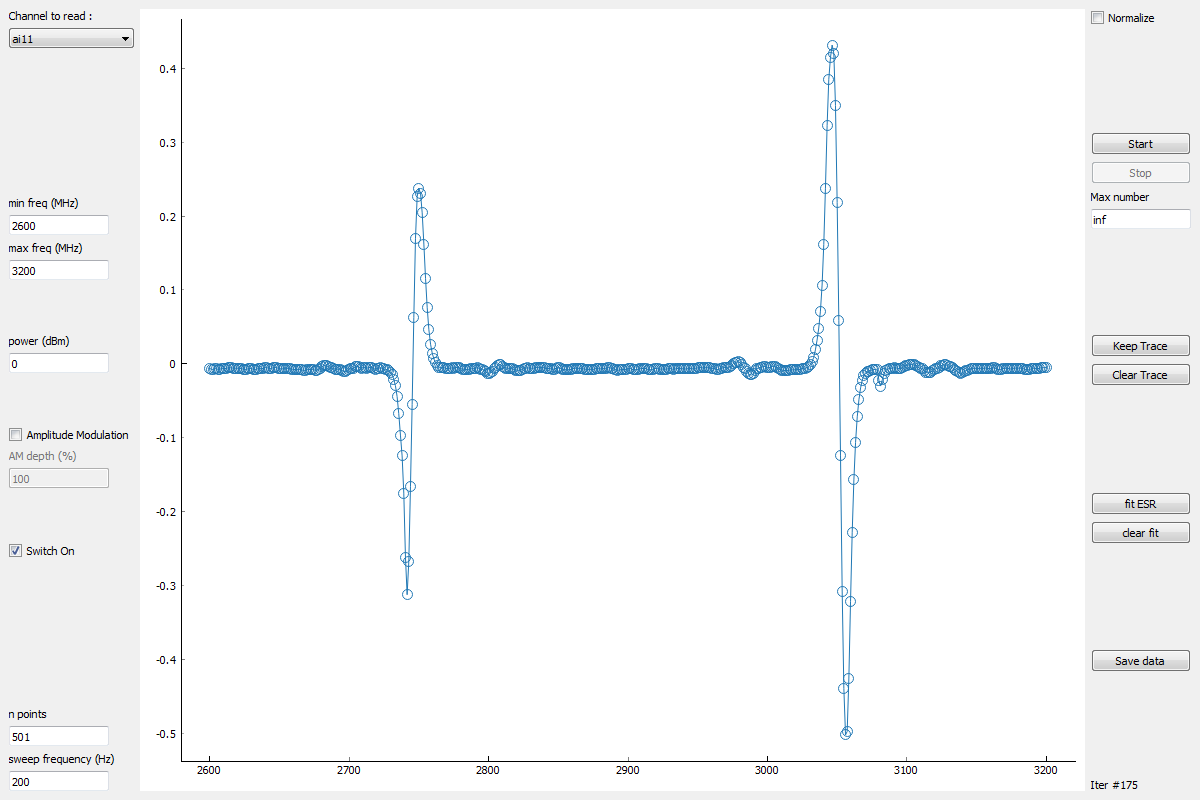 Channel to read :
ai11
min freq (MHz)
2600
max freq (MHz)
3200
power (dBm)
0
Amplitude Modulation
AM depth (%)
100
Switch On
n points
501
sweep frequency (Hz)
200
0.4
0.3
0.2
0.1
0
-0.1
-0.2
-0.3
-0.4
-0.5
2600 2700 2800 2900 3000 3100 3200
Normalize
Start
Stop
Max number
inf
Keep Trace
Clear Trace
fit ESR
clear fit
Save data
Iter #175